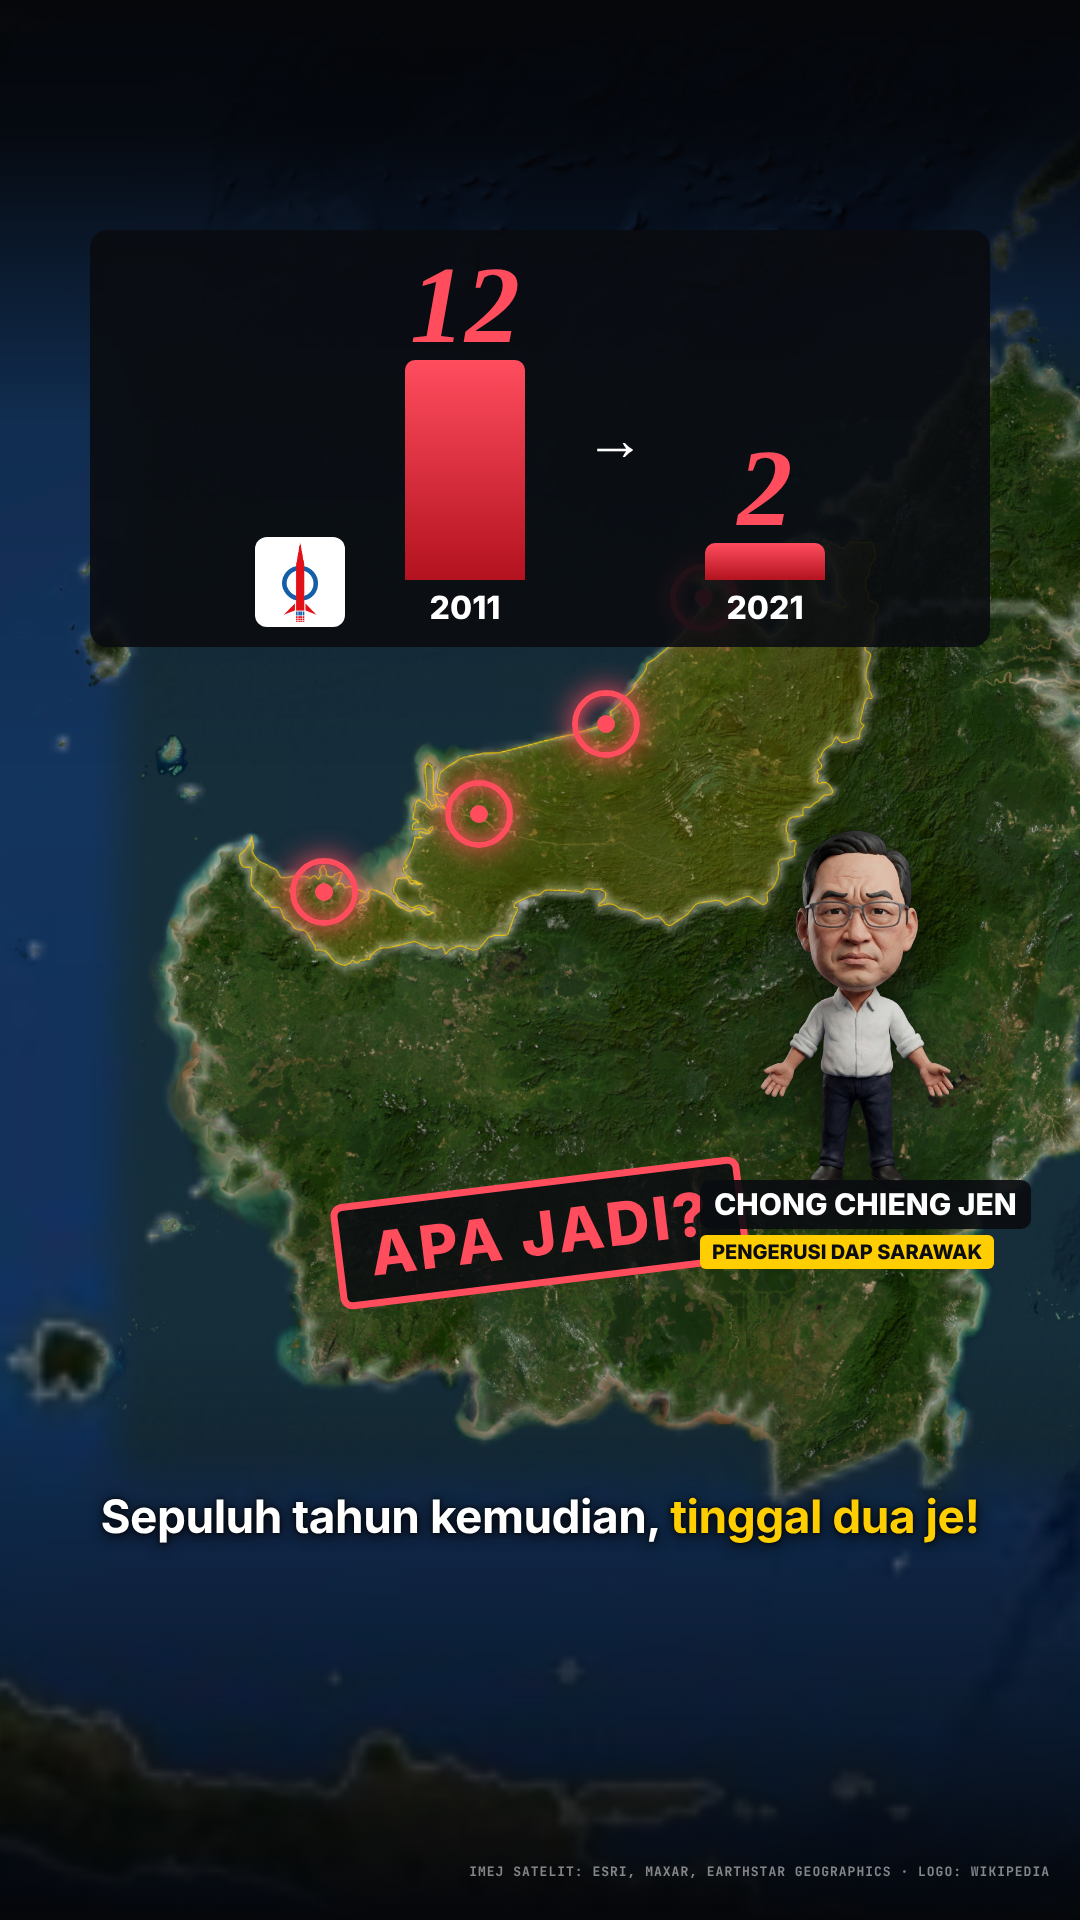 12
→
2
2011
2021
APA JADI?
CHONG CHIENG JEN
PENGERUSI DAP SARAWAK
Sepuluh tahun kemudian, tinggal dua je!
IMEJ SATELIT: ESRI, MAXAR, EARTHSTAR GEOGRAPHICS · LOGO: WIKIPEDIA